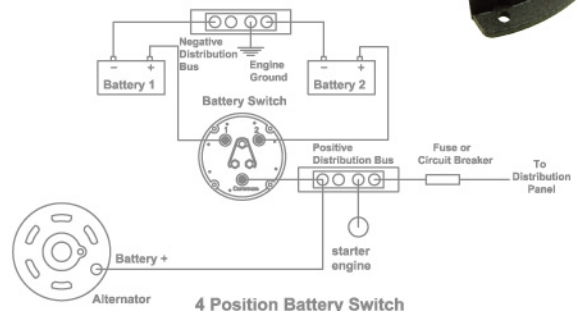 Negative
Distribution
Bus
Engine
Ground
- +
Battery 1
- +
Battery 2
Battery Switch
1 2
Common
Positive
Distribution Bus
Fuse or
Circuit Breaker
To
Distribution
Panel
starter
engine
Battery +
Alternator
4 Position Battery Switch